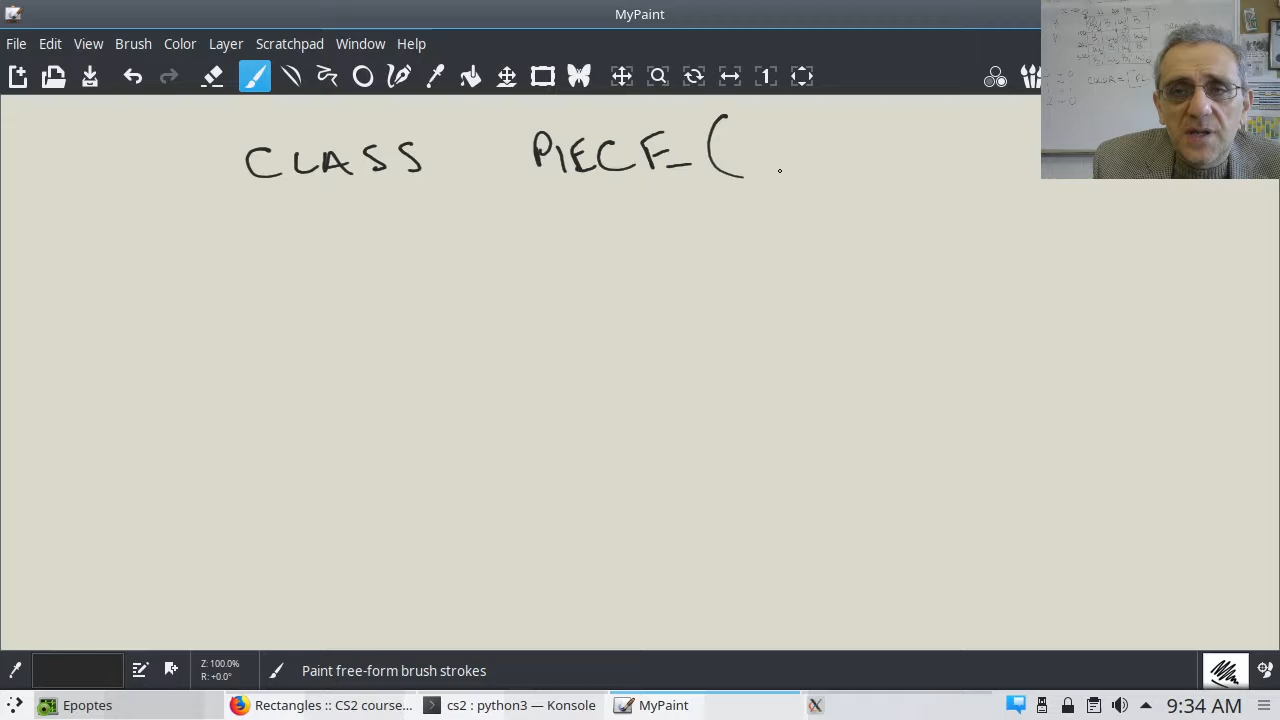 MyPaint
File Edit View Brush Color Layer Scratchpad Window Help
CLASS PIECE (
Z: 100.0%
R: +0.0°
Paint free-form brush strokes
Epoptes
Rectangles :: CS2 course...
cs2 : python3 — Konsole
MyPaint
9:34 AM